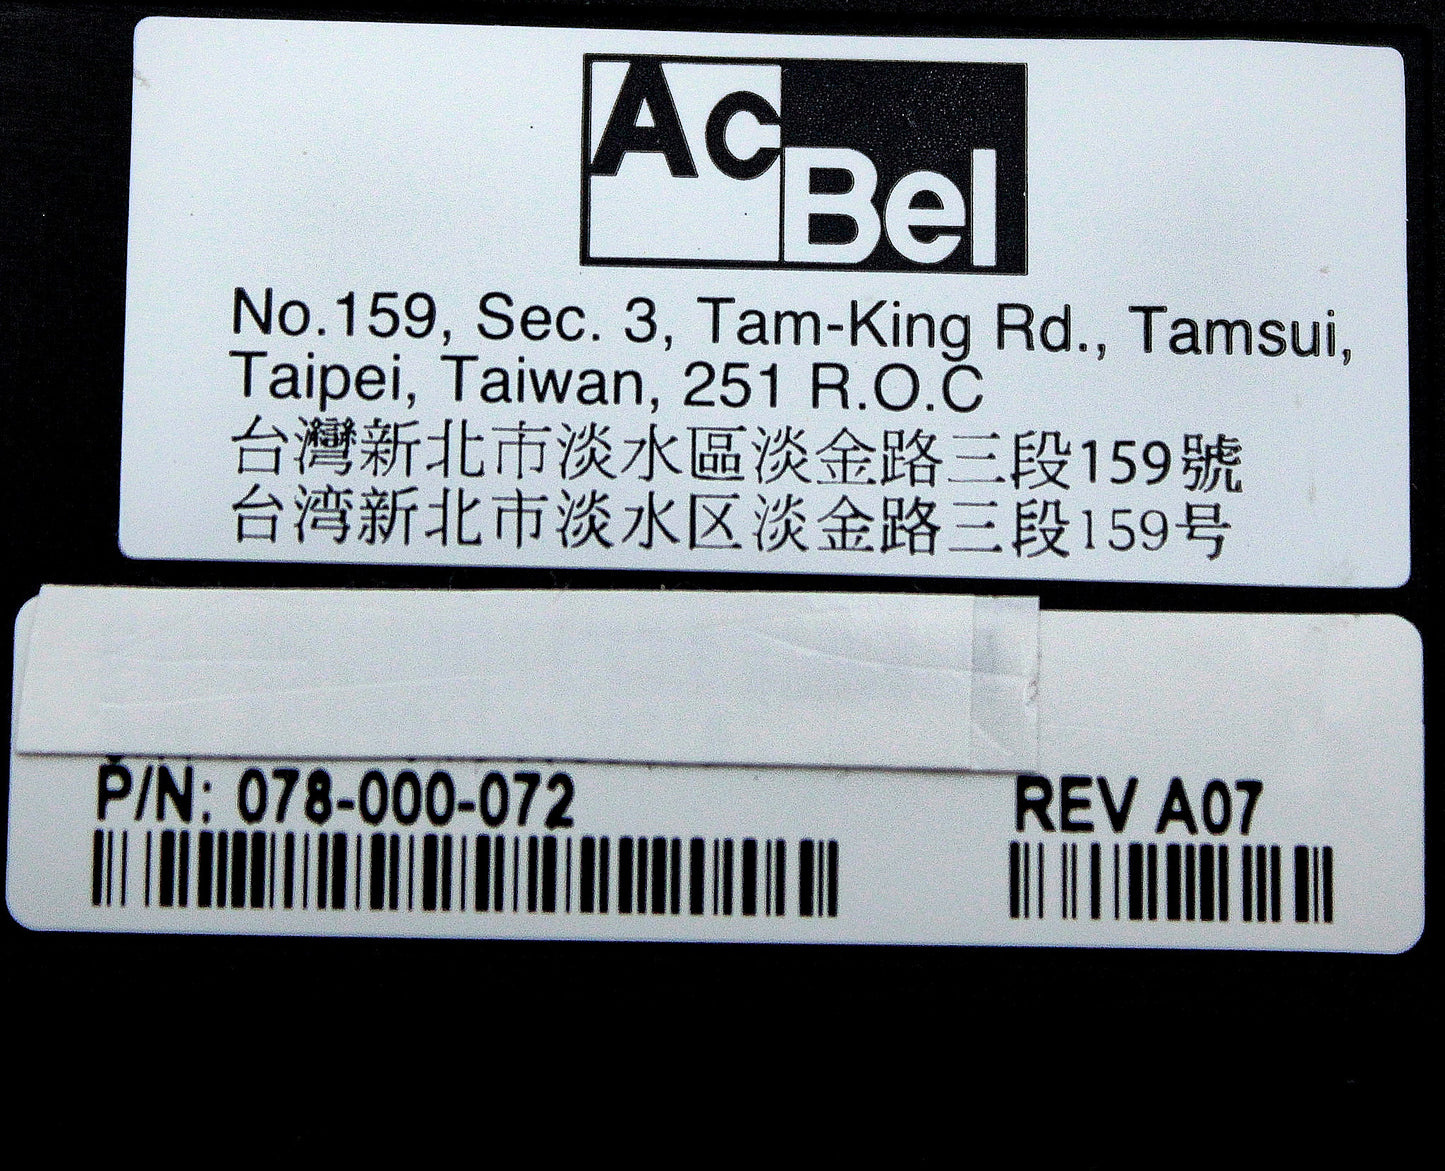 AcBel
No.159, Sec. 3, Tam-King Rd., Tamsui,
Taipei, Taiwan, 251 R.O.C
台灣新北市淡水區淡金路三段159號
台湾新北市淡水区淡金路三段159号
P/N: 078-000-072
REV A07